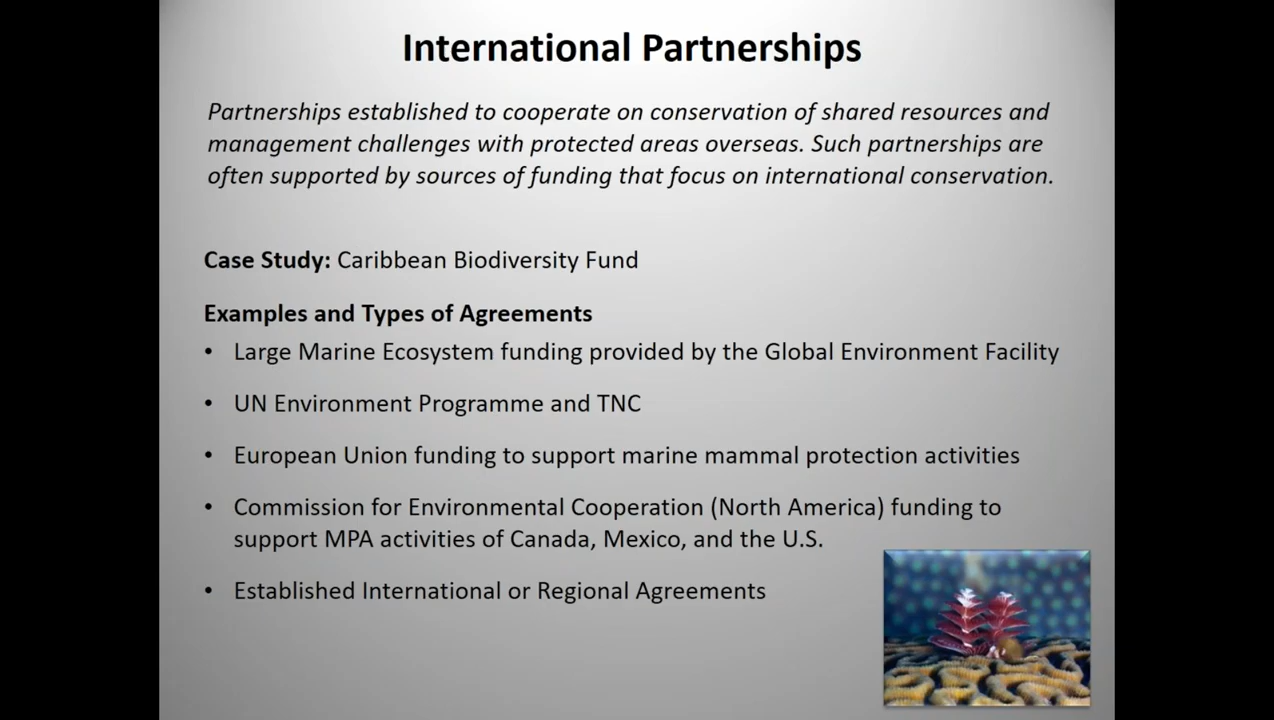 International Partnerships
Partnerships established to cooperate on conservation of shared resources and
management challenges with protected areas overseas. Such partnerships are
often supported by sources of funding that focus on international conservation.
Case Study: Caribbean Biodiversity Fund
Examples and Types of Agreements
• Large Marine Ecosystem funding provided by the Global Environment Facility
• UN Environment Programme and TNC
• European Union funding to support marine mammal protection activities
• Commission for Environmental Cooperation (North America) funding to
support MPA activities of Canada, Mexico, and the U.S.
• Established International or Regional Agreements